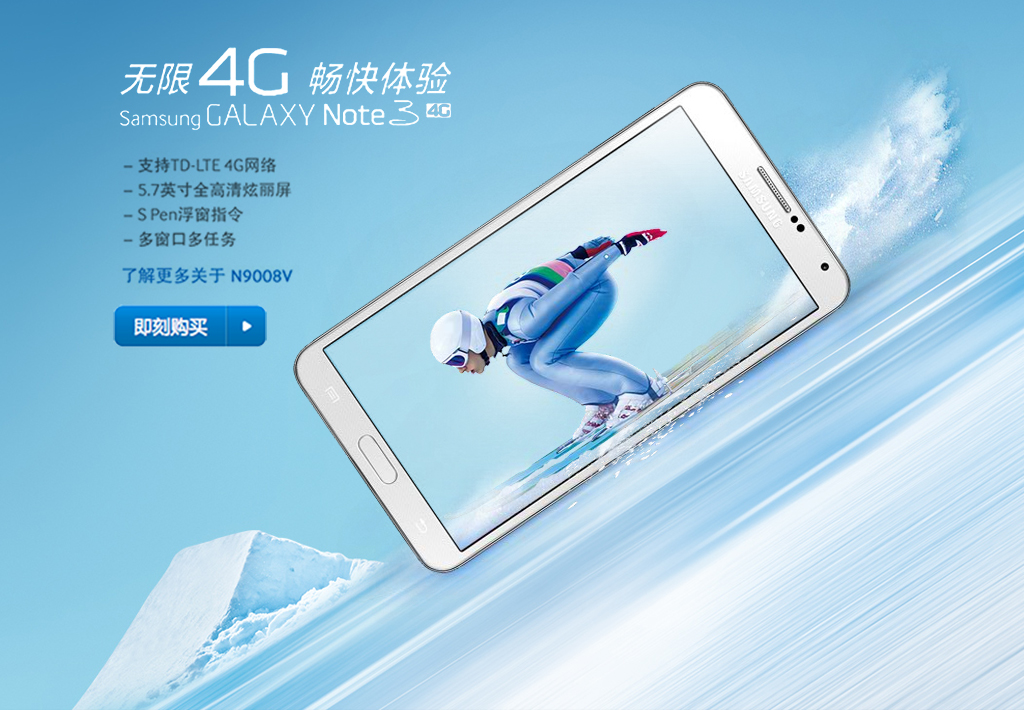 无限4G 畅快体验
Samsung GALAXY Note 3 4G
– 支持TD-LTE 4G网络
– 5.7英寸全高清炫丽屏
– S Pen浮窗指令
– 多窗口多任务
了解更多关于 N9008V
即刻购买
SAMSUNG